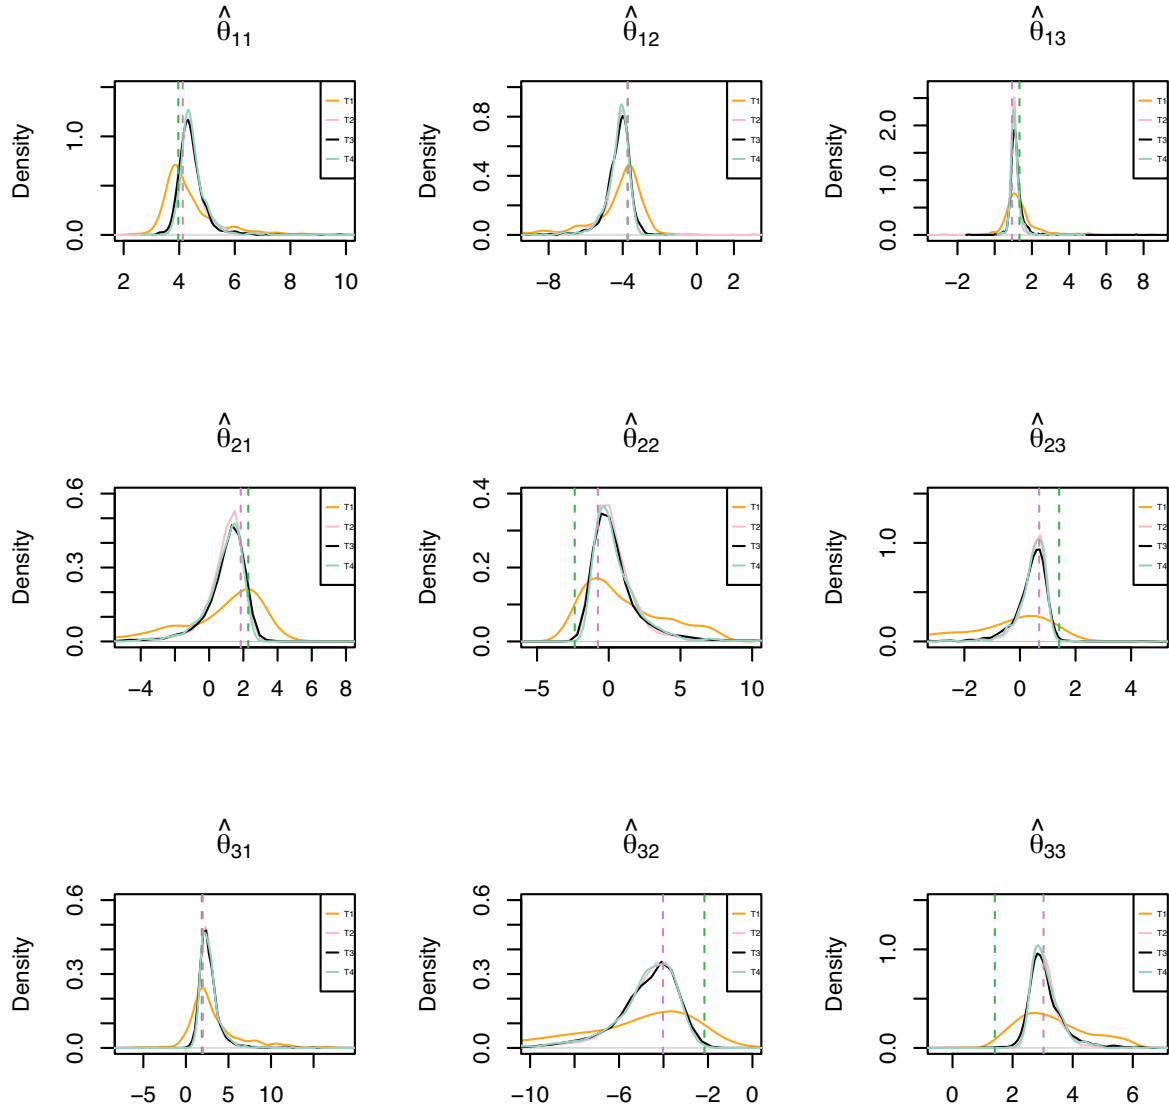 θ̂11 θ̂12 θ̂13
Density 0.0 1.0
2 4 6 8 10
T1
T2
T3
T4
Density 0.0 0.4 0.8
−8 −4 0 2
T1
T2
T3
T4
Density 0.0 1.0 2.0
−2 2 4 6 8
T1
T2
T3
T4
θ̂21 θ̂22 θ̂23
Density 0.0 0.3 0.6
−4 0 2 4 6 8
T1
T2
T3
T4
Density 0.0 0.2 0.4
−5 0 5 10
T1
T2
T3
T4
Density 0.0 1.0
−2 0 2 4
T1
T2
T3
T4
θ̂31 θ̂32 θ̂33
Density 0.0 0.3 0.6
−5 0 5 10
T1
T2
T3
T4
Density 0.0 0.3 0.6
−10 −6 −4 −2 0
T1
T2
T3
T4
Density 0.0 1.0
0 2 4 6
T1
T2
T3
T4